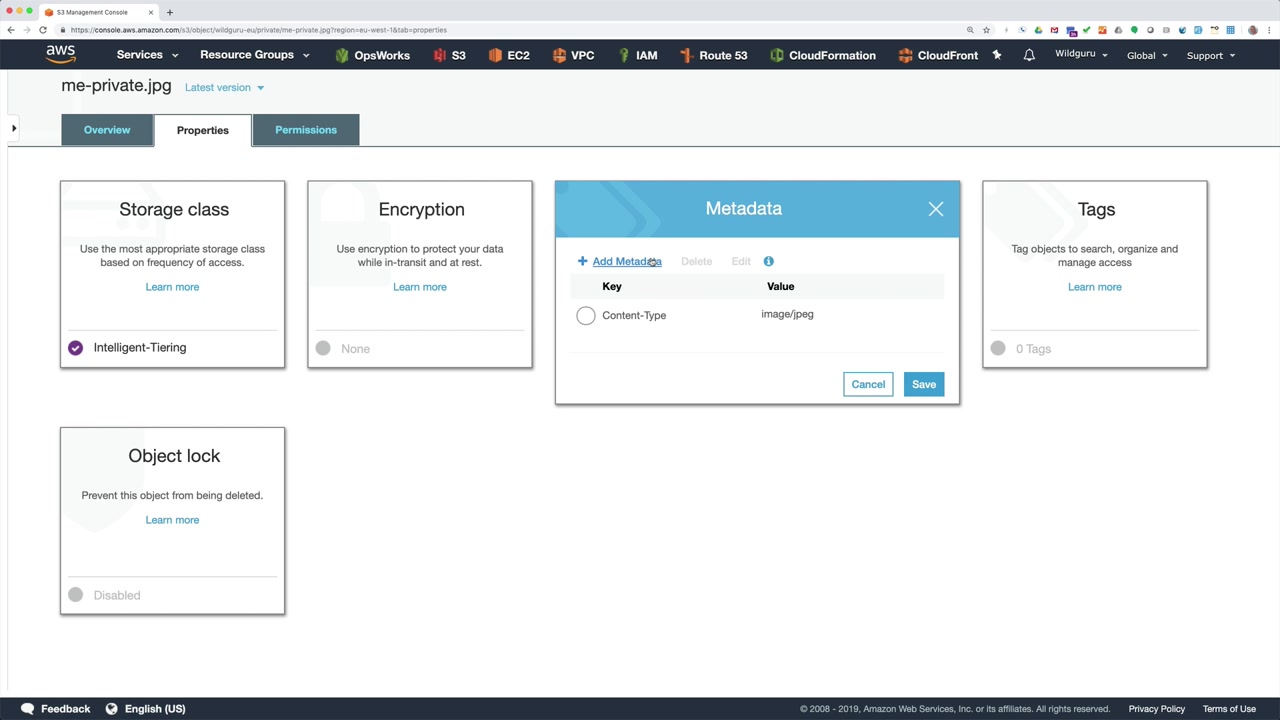 S3 Management Console
https://console.aws.amazon.com/s3/object/wildguru-eu/private/me-private.jpg?region=eu-west-1&tab=properties
aws Services Resource Groups OpsWorks S3 EC2 VPC IAM Route 53 CloudFormation CloudFront Wildguru Global Support
me-private.jpg Latest version
Overview Properties Permissions
Storage class
Use the most appropriate storage class
based on frequency of access.
Learn more
Intelligent-Tiering
Encryption
Use encryption to protect your data
while in-transit and at rest.
Learn more
None
Metadata
Add Metadata Delete Edit
Key Value
Content-Type image/jpeg
Cancel Save
Tags
Tag objects to search, organize and
manage access
Learn more
0 Tags
Object lock
Prevent this object from being deleted.
Learn more
Disabled
Feedback English (US) © 2008 - 2019, Amazon Web Services, Inc. or its affiliates. All rights reserved. Privacy Policy Terms of Use